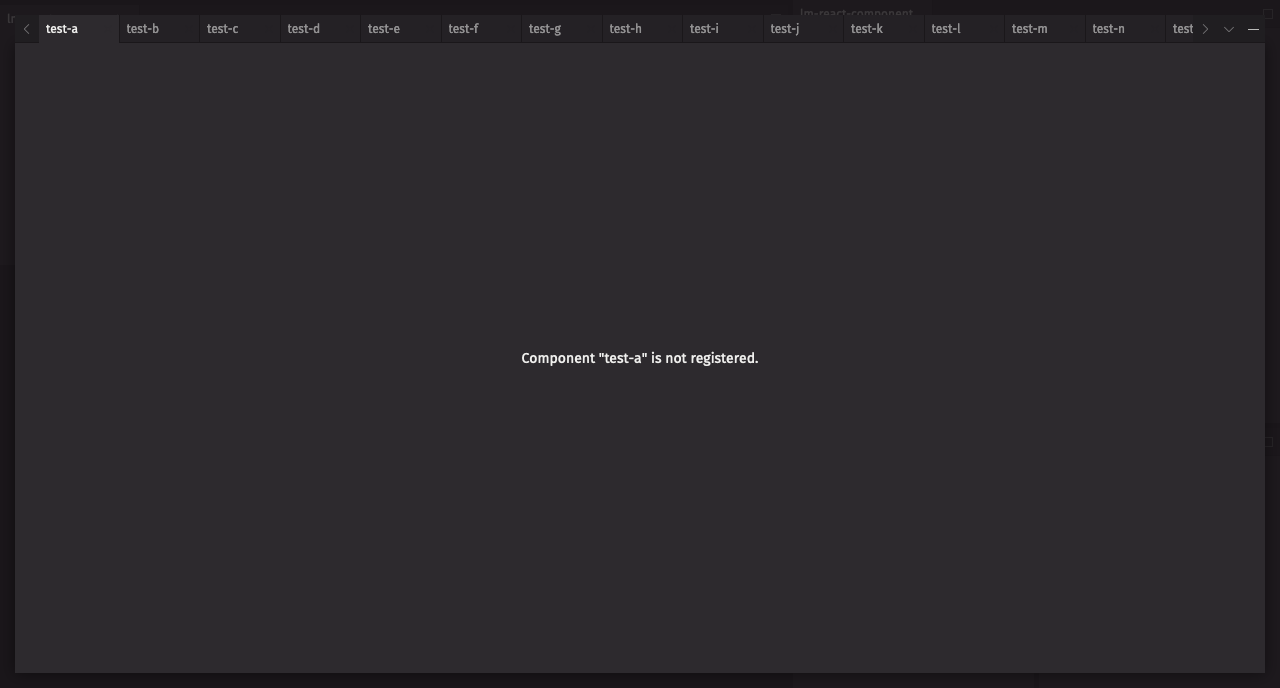 lm-react-component
test-a test-b test-c test-d test-e test-f test-g test-h test-i test-j test-k test-l test-m test-n test
Component "test-a" is not registered.